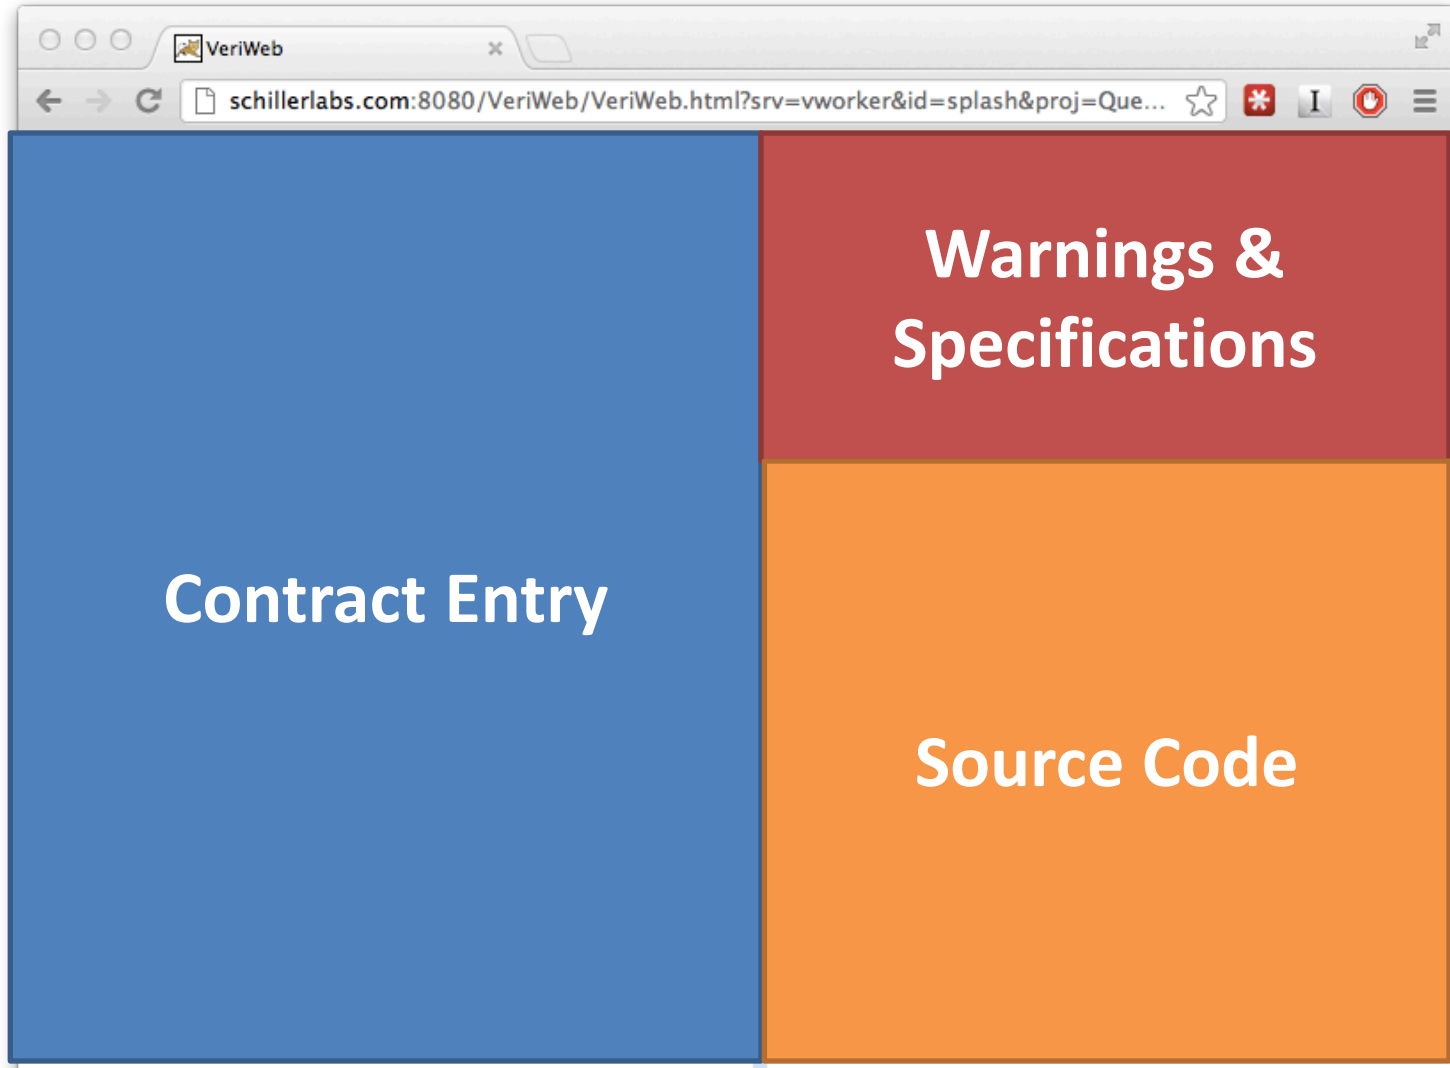 VeriWeb
schillerlabs.com:8080/VeriWeb/VeriWeb.html?srv=vworker&id=splash&proj=Que...
I
Warnings &
Specifications
Contract Entry
Source Code